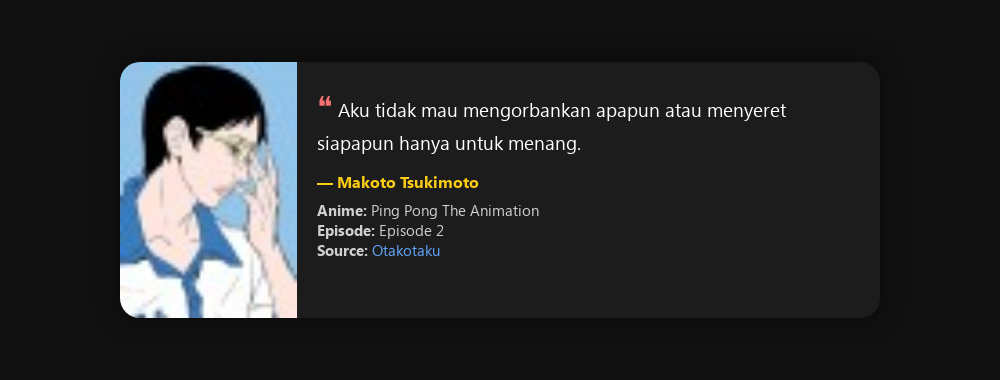 ❝ Aku tidak mau mengorbankan apapun atau menyeret
siapapun hanya untuk menang.
— Makoto Tsukimoto
Anime: Ping Pong The Animation
Episode: Episode 2
Source: Otakotaku